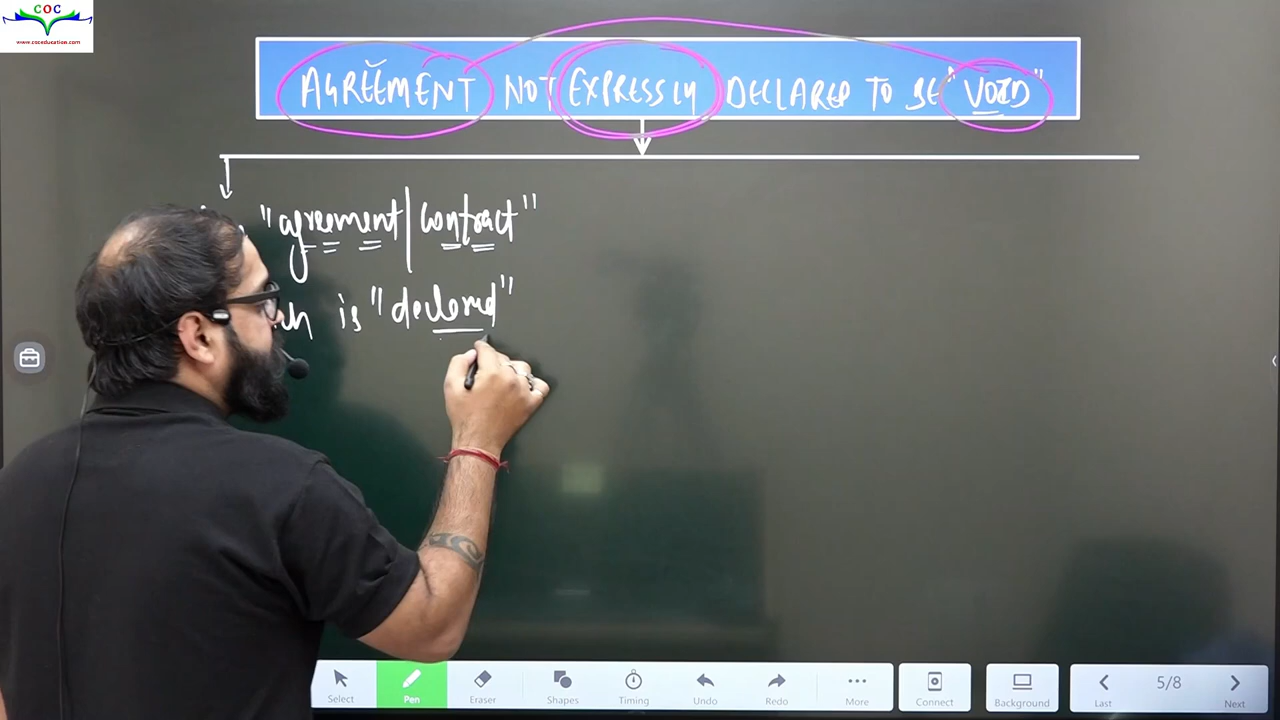 COC
www.coceducation.com
AGREEMENT NOT EXPRESSLY DECLARED TO BE "VOID"
"agreement | contract"
is "declared"
Select
Pen
Eraser
Shapes
Timing
Undo
Redo
More
Connect
Background
Last
5/8
Next